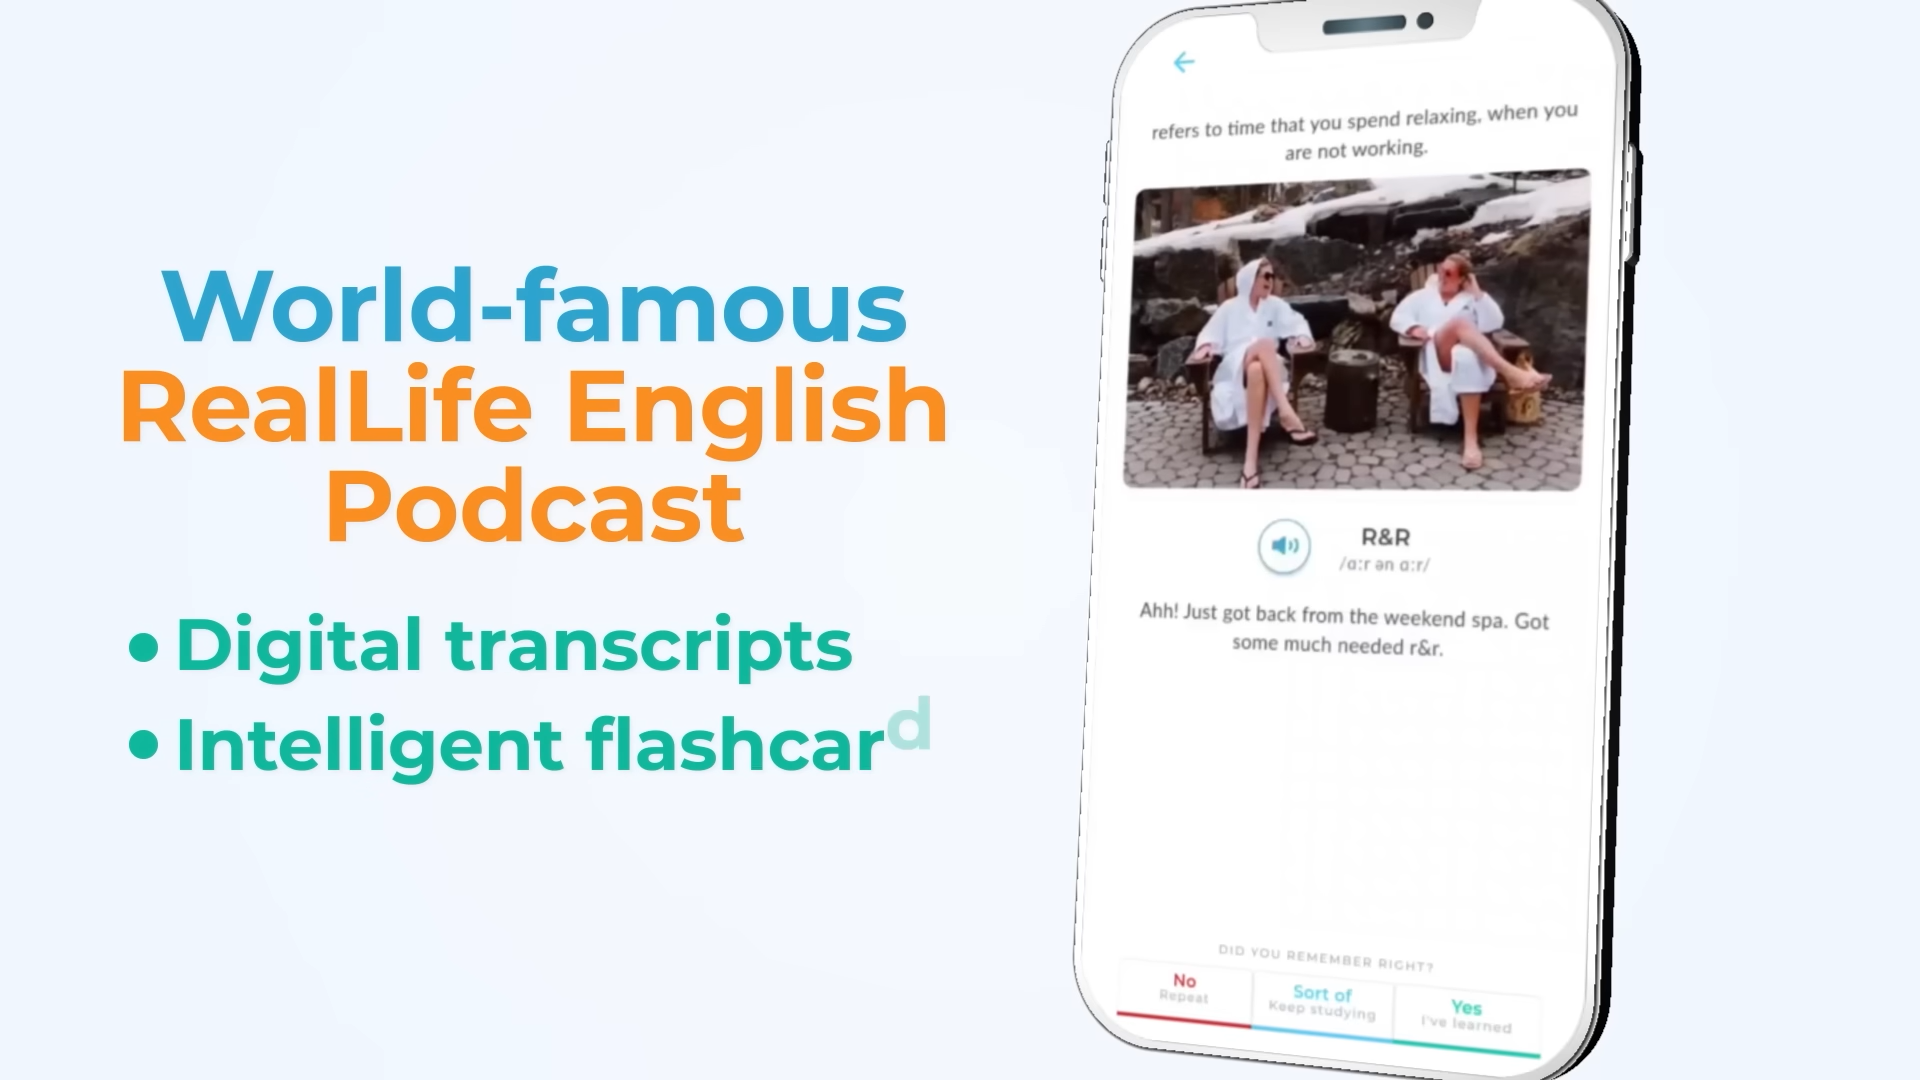 World-famous
RealLife English
Podcast
• Digital transcripts
• Intelligent flashcard
refers to time that you spend relaxing, when you
are not working.
R&R
/ɑːr ən ɑːr/
Ahh! Just got back from the weekend spa. Got
some much needed r&r.
DID YOU REMEMBER RIGHT?
No
Repeat
Sort of
Keep studying
Yes
I've learned